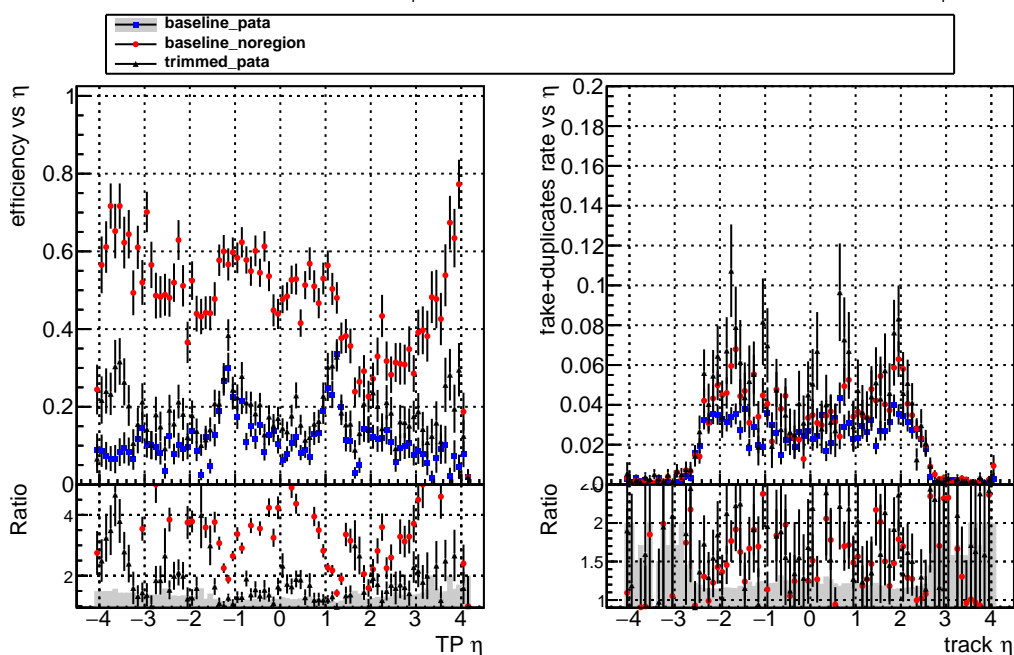 baseline_pata
baseline_noregion
trimmed_pata
efficiency vs η
1
0.8
0.6
0.4
0.2
0
Ratio
4
2
−4 −3 −2 −1 0 1 2 3 4
TP η
fake+duplicates rate vs η
0.2
0.18
0.16
0.14
0.12
0.1
0.08
0.06
0.04
0.02
0
Ratio
2
1.5
1
−4 −3 −2 −1 0 1 2 3 4
track η